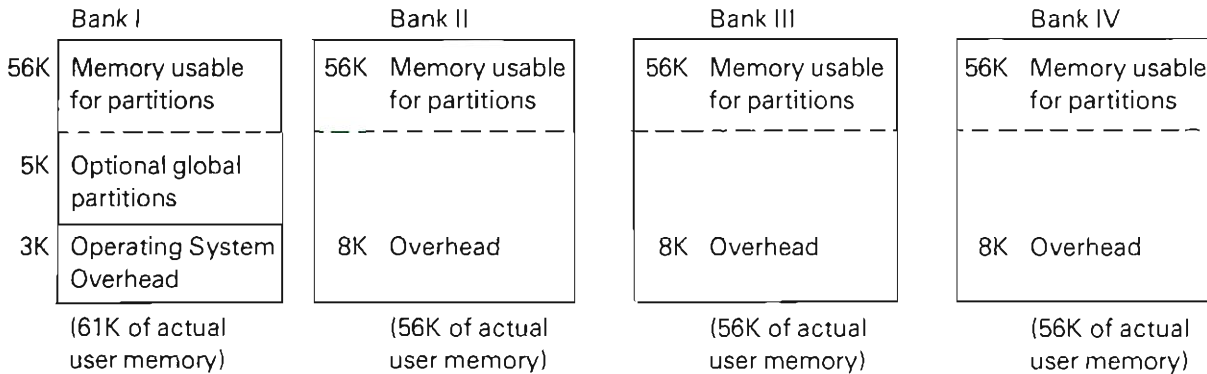 Bank I
56K Memory usable
for partitions
5K Optional global
partitions
3K Operating System
Overhead
(61K of actual
user memory)
Bank II
56K Memory usable
for partitions
8K Overhead
(56K of actual
user memory)
Bank III
56K Memory usable
for partitions
8K Overhead
(56K of actual
user memory)
Bank IV
56K Memory usable
for partitions
8K Overhead
(56K of actual
user memory)